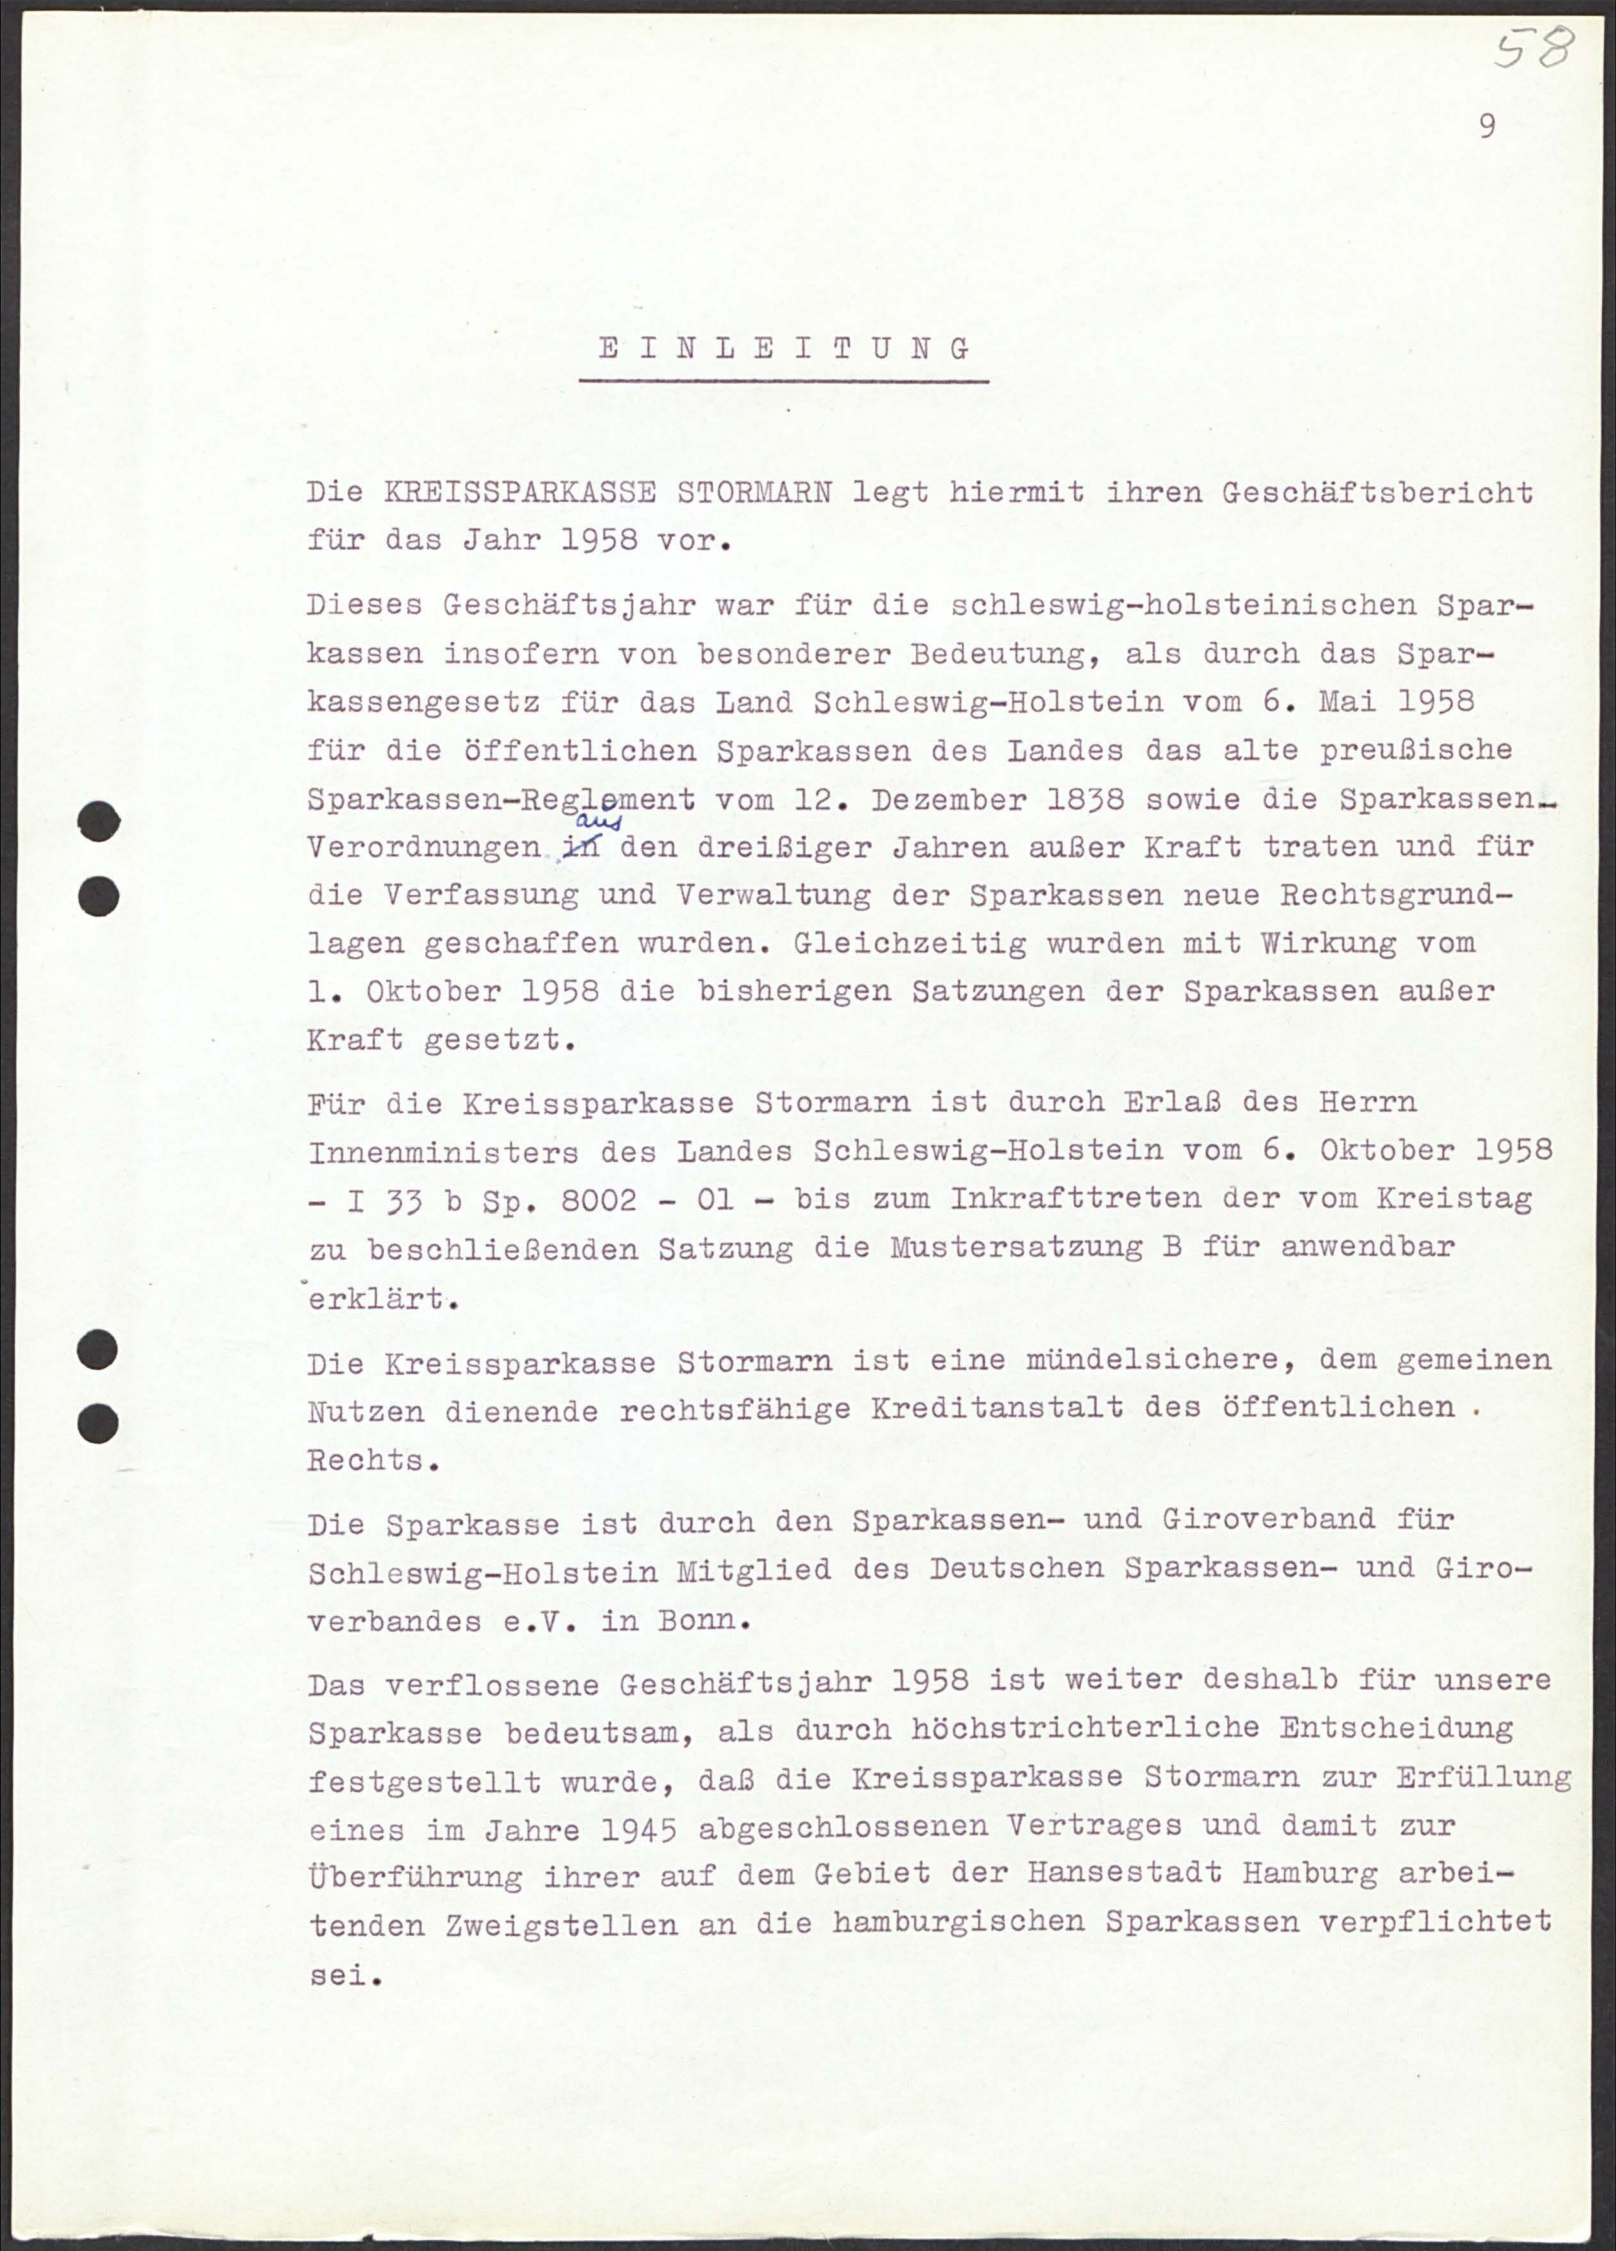 58
9
E I N L E I T U N G
Die KREISSPARKASSE STORMARN legt hiermit ihren Geschäftsbericht
für das Jahr 1958 vor.
Dieses Geschäftsjahr war für die schleswig-holsteinischen Spar-
kassen insofern von besonderer Bedeutung, als durch das Spar-
kassengesetz für das Land Schleswig-Holstein vom 6. Mai 1958
für die öffentlichen Sparkassen des Landes das alte preußische
Sparkassen-Reglement vom 12. Dezember 1838 sowie die Sparkassen-
aus
Verordnungen in den dreißiger Jahren außer Kraft traten und für
die Verfassung und Verwaltung der Sparkassen neue Rechtsgrund-
lagen geschaffen wurden. Gleichzeitig wurden mit Wirkung vom
1. Oktober 1958 die bisherigen Satzungen der Sparkassen außer
Kraft gesetzt.
Für die Kreissparkasse Stormarn ist durch Erlaß des Herrn
Innenministers des Landes Schleswig-Holstein vom 6. Oktober 1958
- I 33 b Sp. 8002 - 01 - bis zum Inkrafttreten der vom Kreistag
zu beschließenden Satzung die Mustersatzung B für anwendbar
erklärt.
Die Kreissparkasse Stormarn ist eine mündelsichere, dem gemeinen
Nutzen dienende rechtsfähige Kreditanstalt des öffentlichen
Rechts.
Die Sparkasse ist durch den Sparkassen- und Giroverband für
Schleswig-Holstein Mitglied des Deutschen Sparkassen- und Giro-
verbandes e.V. in Bonn.
Das verflossene Geschäftsjahr 1958 ist weiter deshalb für unsere
Sparkasse bedeutsam, als durch höchstrichterliche Entscheidung
festgestellt wurde, daß die Kreissparkasse Stormarn zur Erfüllung
eines im Jahre 1945 abgeschlossenen Vertrages und damit zur
Überführung ihrer auf dem Gebiet der Hansestadt Hamburg arbei-
tenden Zweigstellen an die hamburgischen Sparkassen verpflichtet
sei.